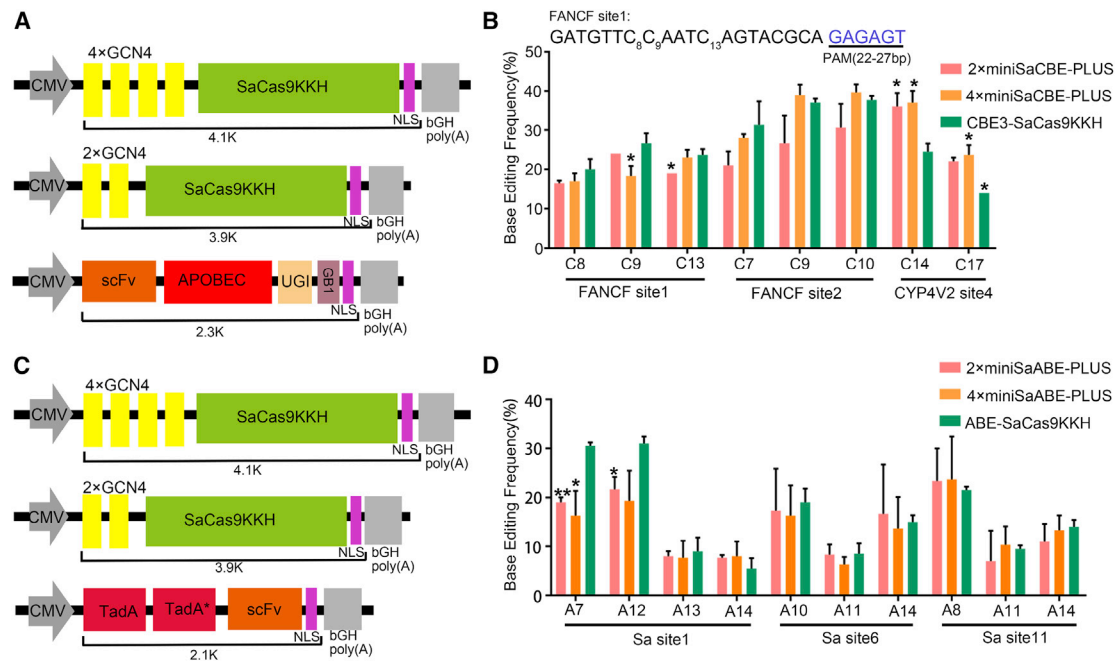 A
4×GCN4
CMV
SaCas9KKH
NLS
bGH
poly(A)
4.1K
2×GCN4
CMV
SaCas9KKH
NLS
bGH
poly(A)
3.9K
CMV
scFv
APOBEC
UGI
GB1
NLS
bGH
poly(A)
2.3K
B
FANCF site1:
GATGTTC₈C₉AATC₁₃AGTACGCA GAGAGT
PAM(22-27bp)
Base Editing Frequency(%)
50
40
30
20
10
0
2×miniSaCBE-PLUS
4×miniSaCBE-PLUS
CBE3-SaCas9KKH
* * * * * *
C8 C9 C13 C7 C9 C10 C14 C17
FANCF site1 FANCF site2 CYP4V2 site4
C
4×GCN4
CMV
SaCas9KKH
NLS
bGH
poly(A)
4.1K
2×GCN4
CMV
SaCas9KKH
NLS
bGH
poly(A)
3.9K
CMV
TadA
TadA*
scFv
NLS
bGH
poly(A)
2.1K
D
Base Editing Frequency(%)
40
30
20
10
0
2×miniSaABE-PLUS
4×miniSaABE-PLUS
ABE-SaCas9KKH
** * *
A7 A12 A13 A14 A10 A11 A14 A8 A11 A14
Sa site1 Sa site6 Sa site11